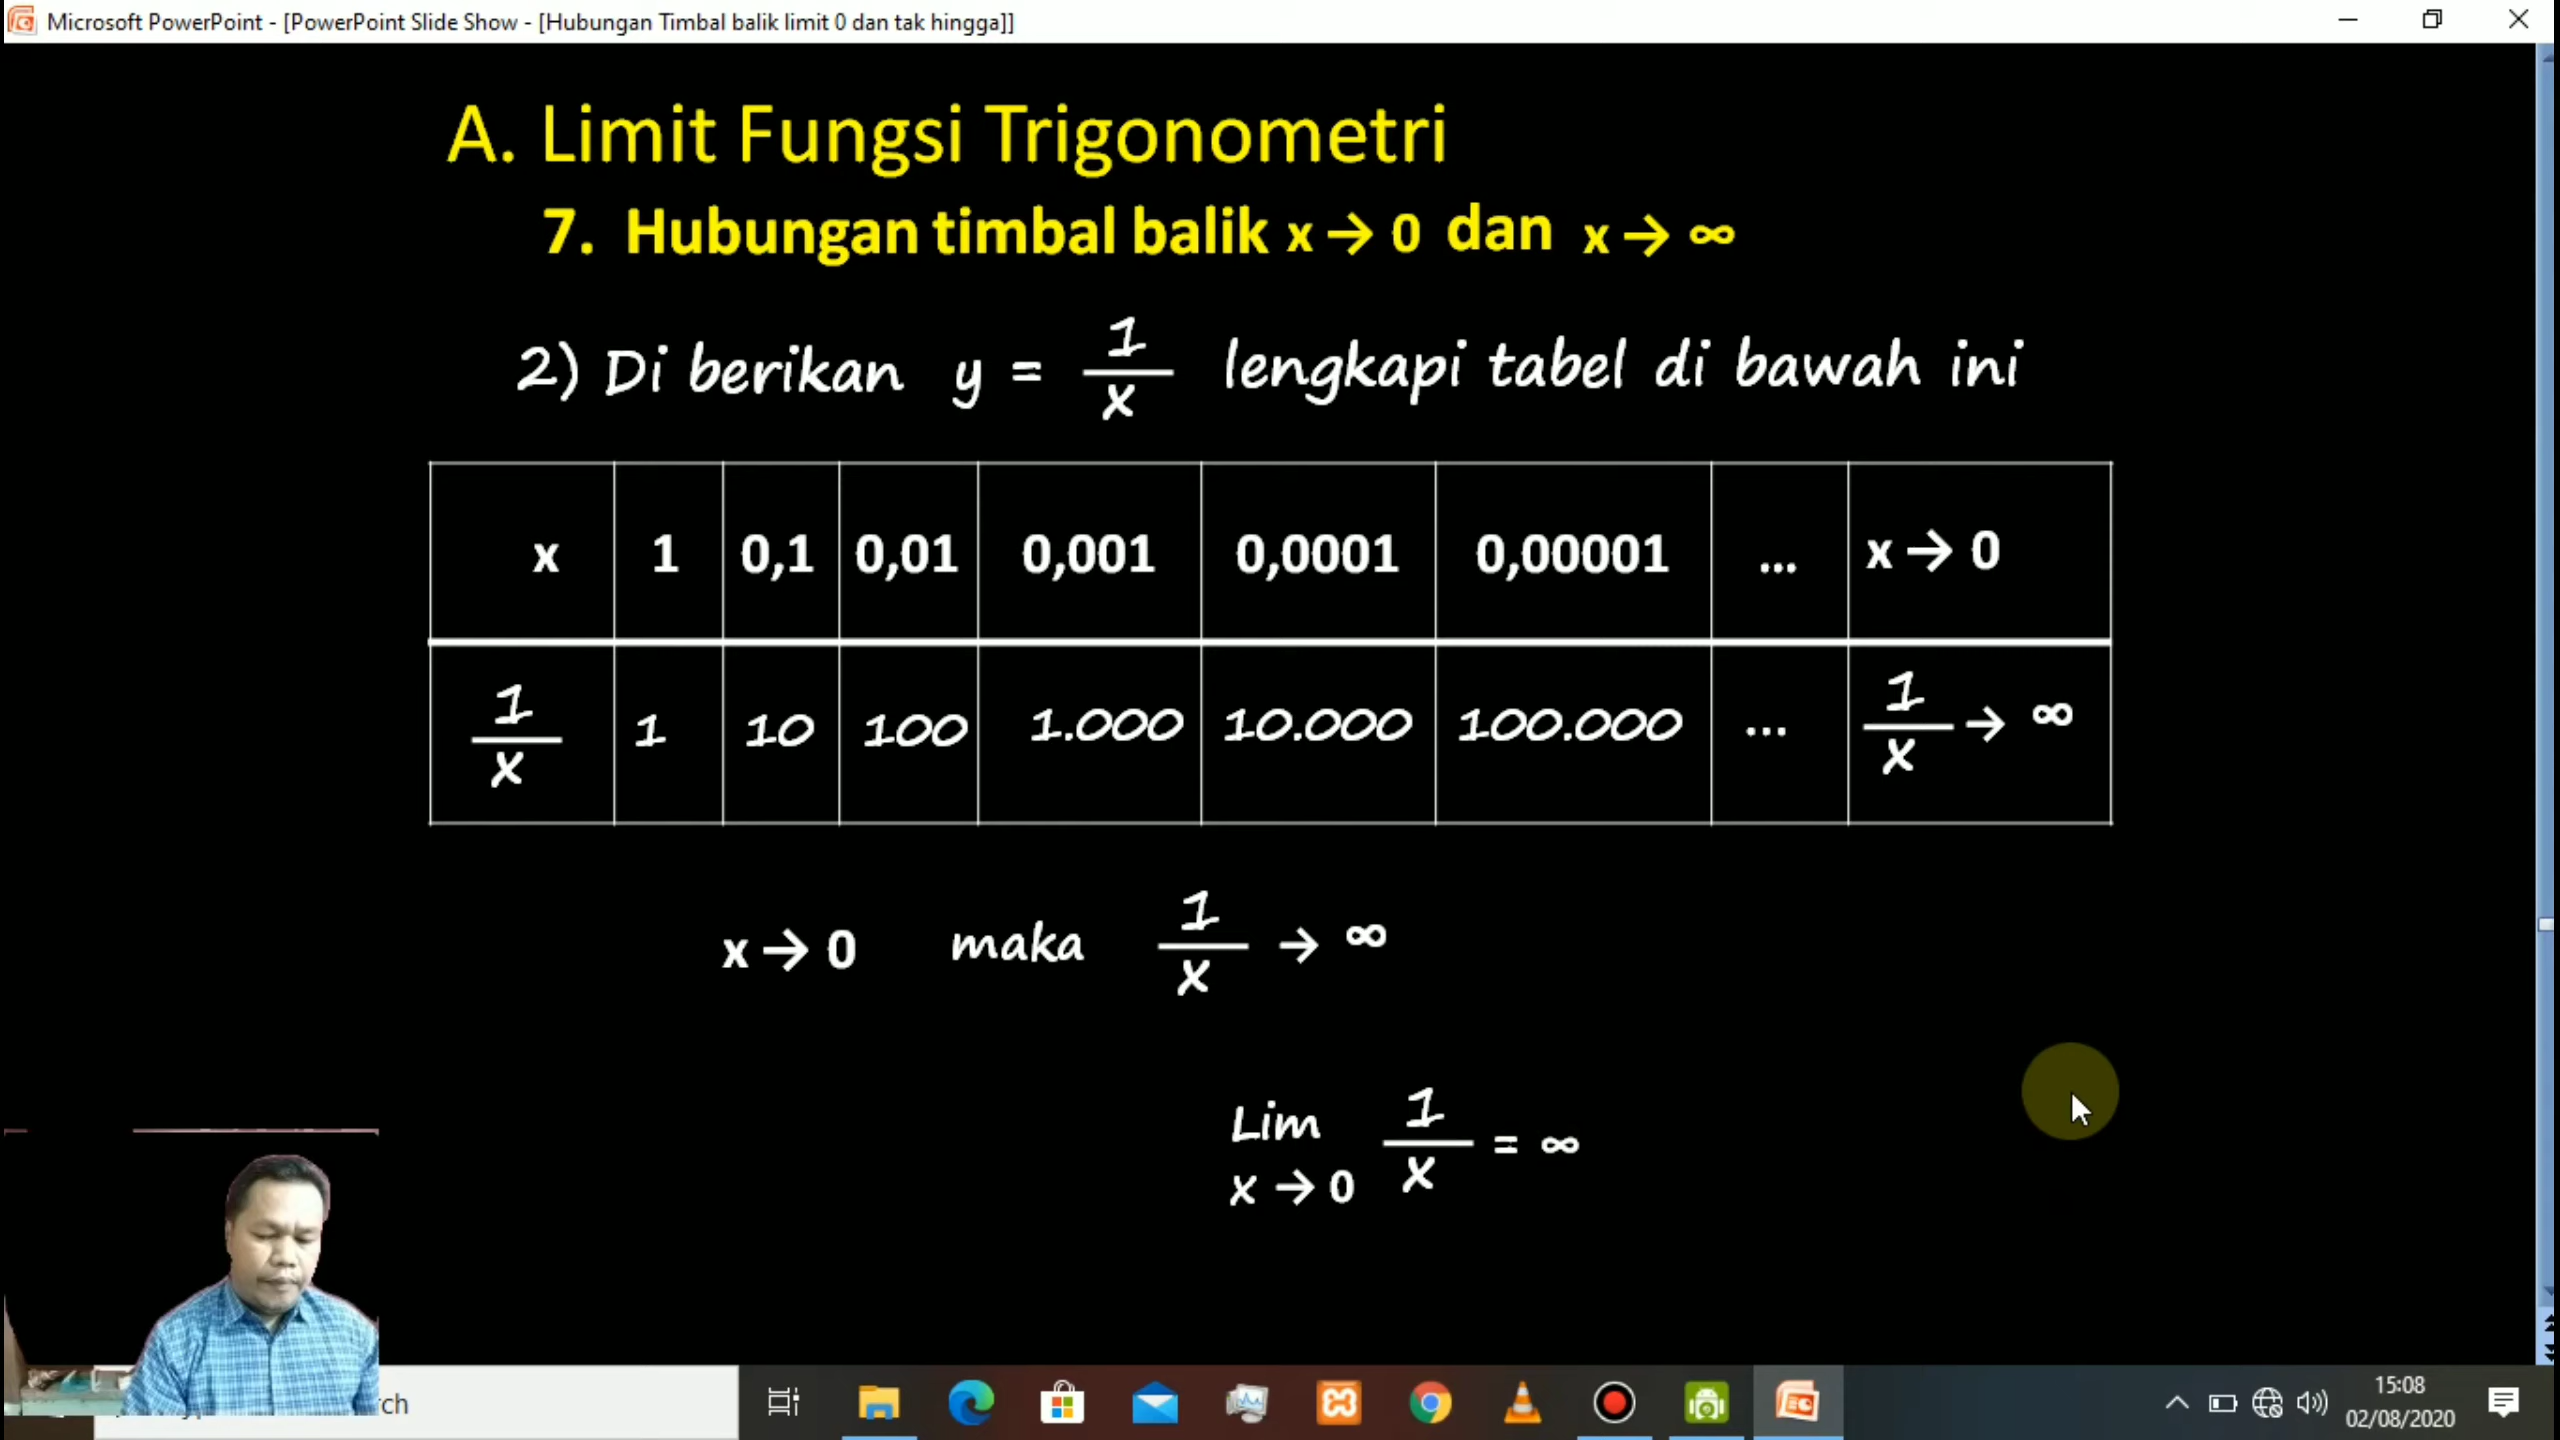 Microsoft PowerPoint - [PowerPoint Slide Show - [Hubungan Timbal balik limit 0 dan tak hingga]]
A. Limit Fungsi Trigonometri
7. Hubungan timbal balik x → 0 dan x → ∞
2) Di berikan y = 1/x lengkapi tabel di bawah ini
x 1 0,1 0,01 0,001 0,0001 0,00001 ... x → 0
1/x 1 10 100 1.000 10.000 100.000 ... 1/x → ∞
x → 0 maka 1/x → ∞
Lim 1/x = ∞
x → 0
rch
15:08
02/08/2020